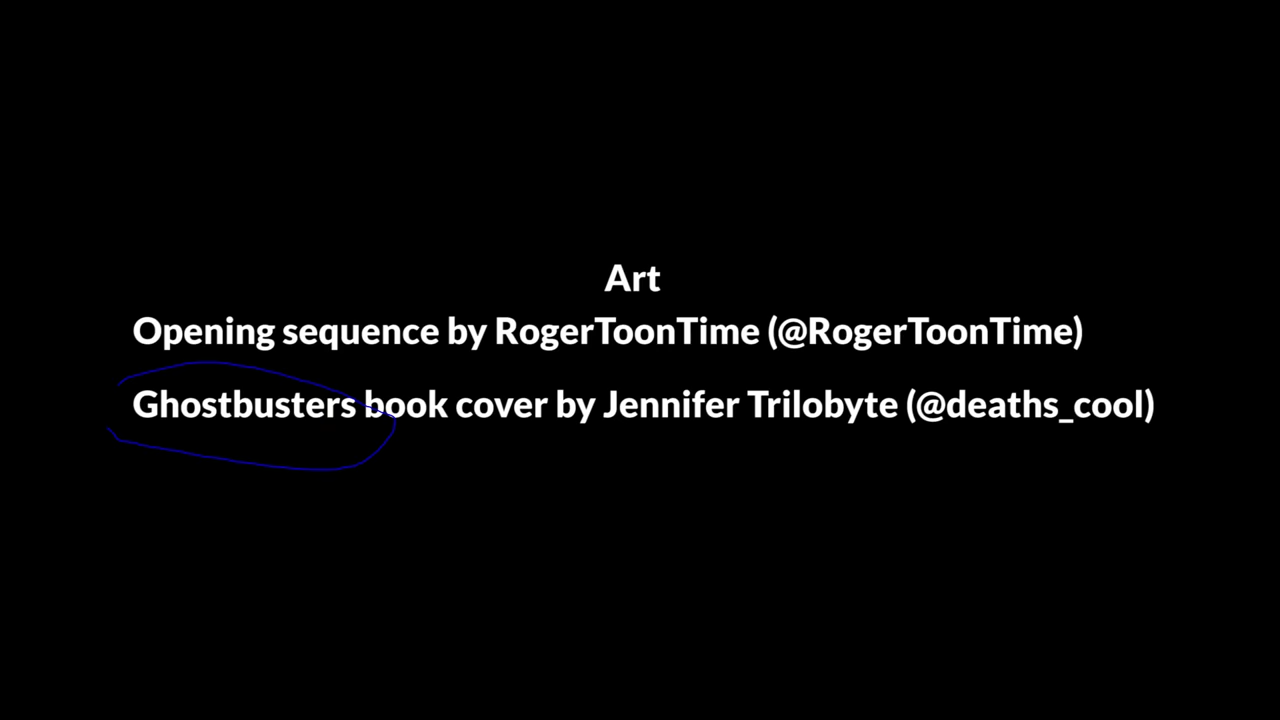 Art
Opening sequence by RogerToonTime (@RogerToonTime)
Ghostbusters book cover by Jennifer Trilobyte (@deaths_cool)